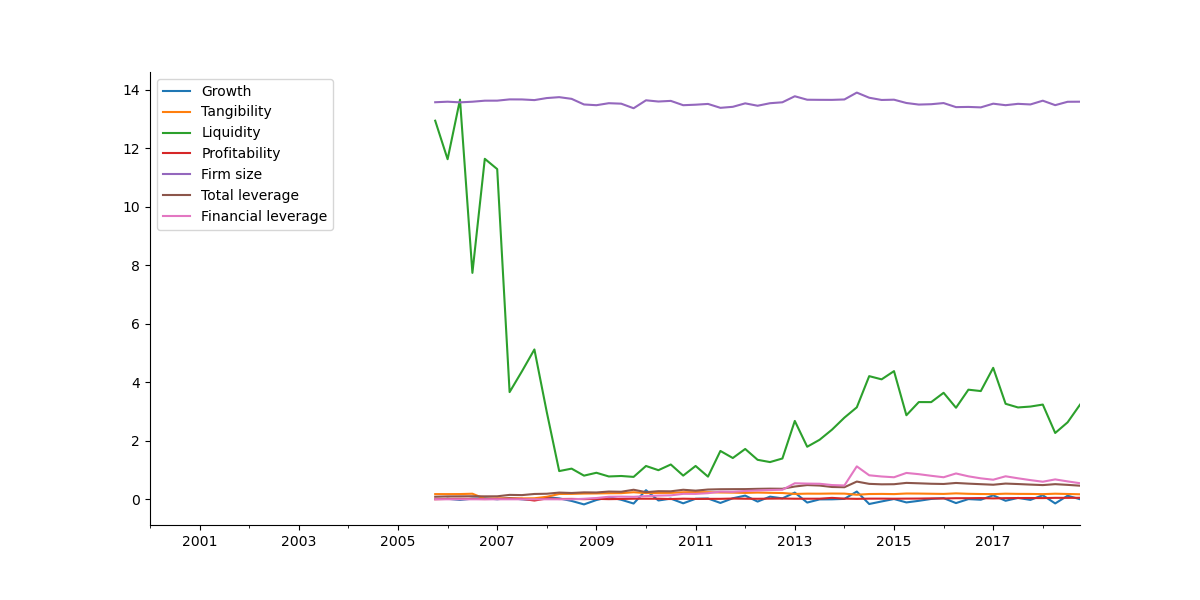 14
12
10
8
6
4
2
0
Growth
Tangibility
Liquidity
Profitability
Firm size
Total leverage
Financial leverage
2001 2003 2005 2007 2009 2011 2013 2015 2017